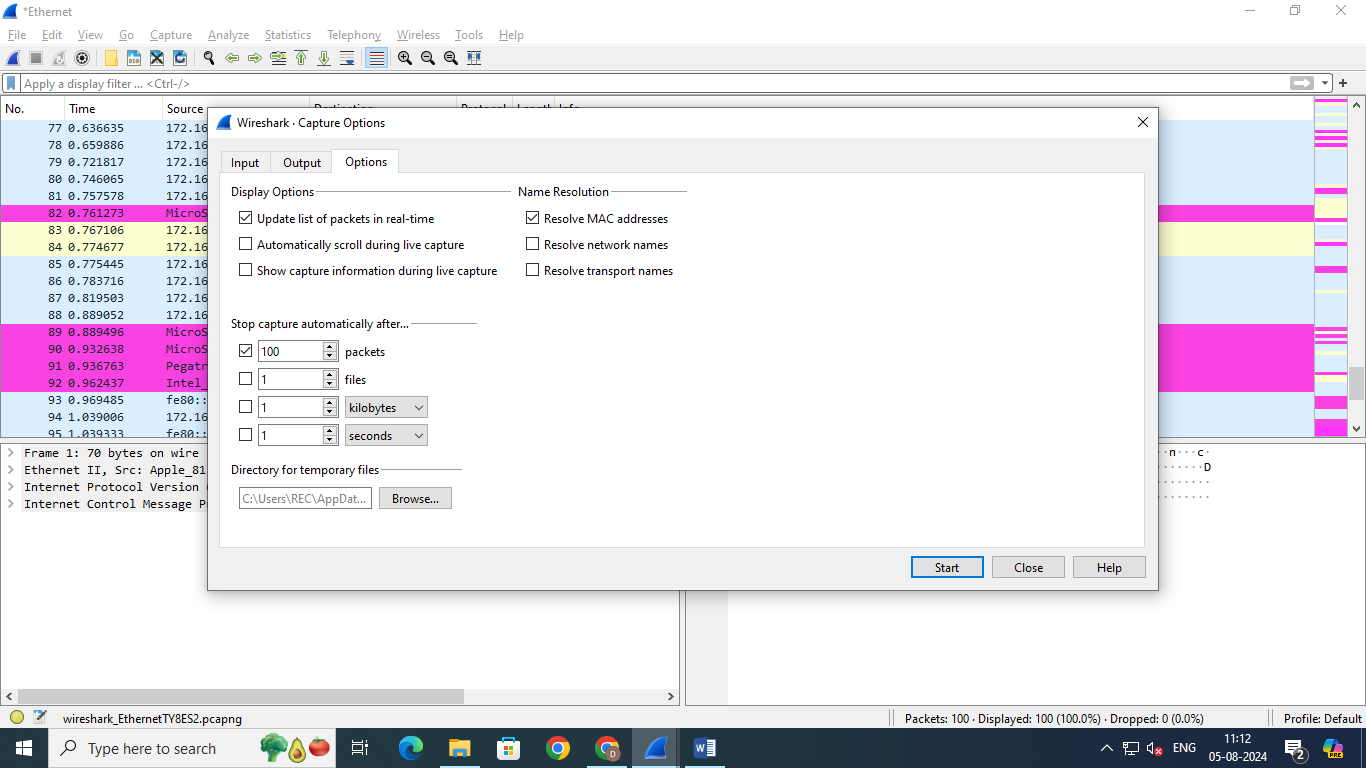 *Ethernet
File Edit View Go Capture Analyze Statistics Telephony Wireless Tools Help
Apply a display filter ... <Ctrl-/>
No. Time Source
77 0.636635 172.16
78 0.659886 172.16
79 0.721817 172.16
80 0.746065 172.16
81 0.757578 172.16
82 0.761273 MicroS
83 0.767106 172.16
84 0.774677 172.16
85 0.775445 172.16
86 0.783716 172.16
87 0.819503 172.16
88 0.889052 172.16
89 0.889496 MicroS
90 0.932638 MicroS
91 0.936763 Pegatr
92 0.962437 Intel_
93 0.969485 fe80::
94 1.039006 172.16
95 1.039333 fe80::
Wireshark · Capture Options
Input Output Options
Display Options
Update list of packets in real-time
Automatically scroll during live capture
Show capture information during live capture
Name Resolution
Resolve MAC addresses
Resolve network names
Resolve transport names
Stop capture automatically after...
100 packets
1 files
1 kilobytes
1 seconds
Directory for temporary files
C:\Users\REC\AppDat... Browse...
Start Close Help
Frame 1: 70 bytes on wire
Ethernet II, Src: Apple_81
Internet Protocol Version
Internet Control Message P
··n···c·
·······D
wireshark_EthernetTY8ES2.pcapng
Packets: 100 · Displayed: 100 (100.0%) · Dropped: 0 (0.0%)
Profile: Default
Type here to search
ENG
11:12
05-08-2024
2
PRE